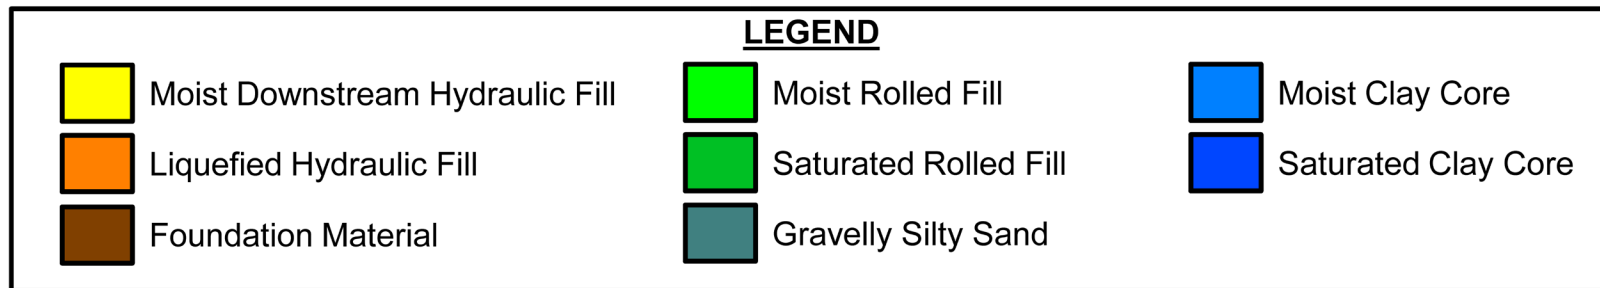 LEGEND
Moist Downstream Hydraulic Fill
Liquefied Hydraulic Fill
Foundation Material
Moist Rolled Fill
Saturated Rolled Fill
Gravelly Silty Sand
Moist Clay Core
Saturated Clay Core